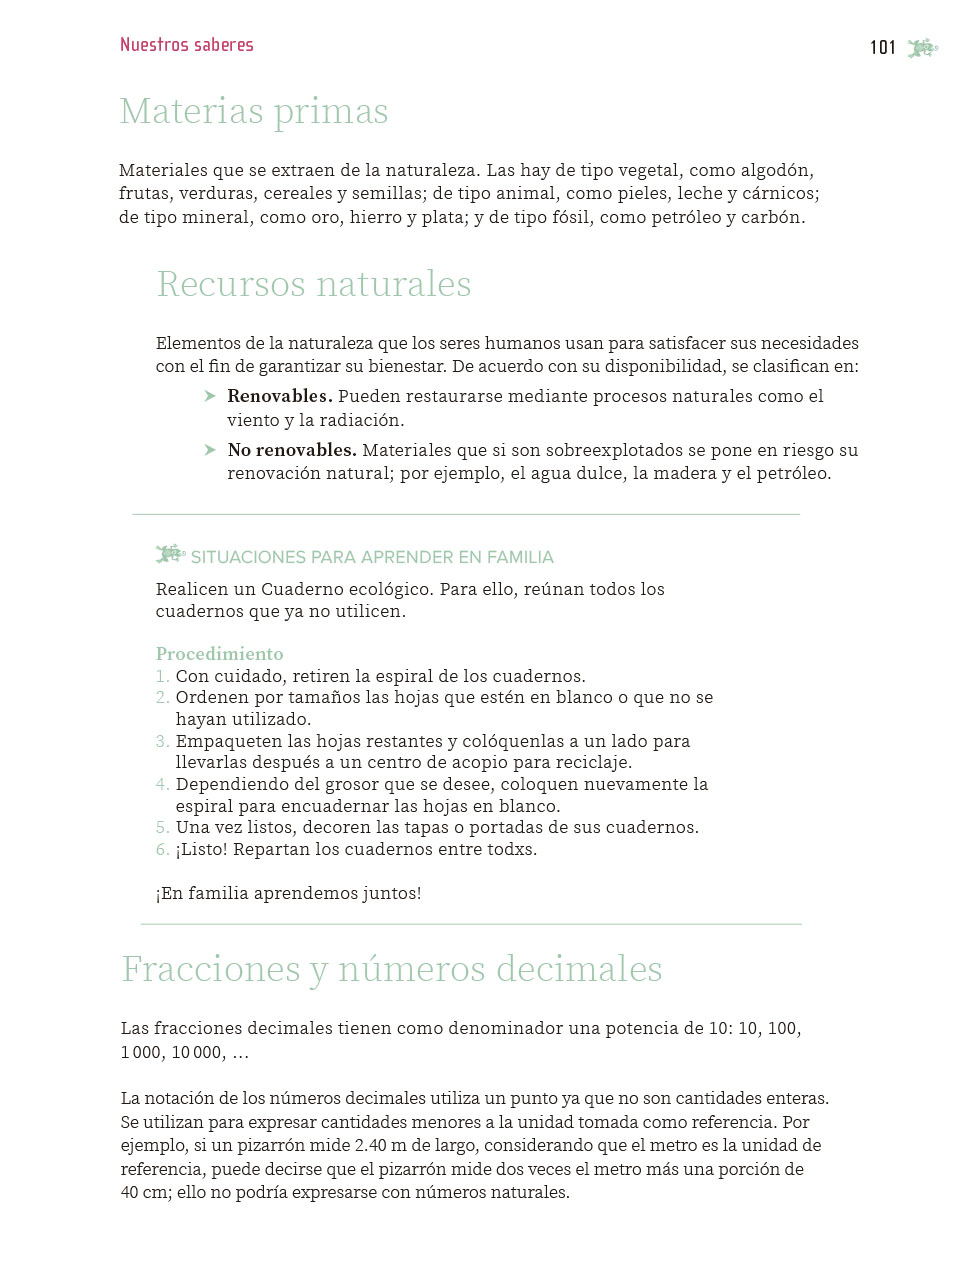 Nuestros saberes
101
Materias primas
Materiales que se extraen de la naturaleza. Las hay de tipo vegetal, como algodón,
frutas, verduras, cereales y semillas; de tipo animal, como pieles, leche y cárnicos;
de tipo mineral, como oro, hierro y plata; y de tipo fósil, como petróleo y carbón.
Recursos naturales
Elementos de la naturaleza que los seres humanos usan para satisfacer sus necesidades
con el fin de garantizar su bienestar. De acuerdo con su disponibilidad, se clasifican en:
➤ Renovables. Pueden restaurarse mediante procesos naturales como el
viento y la radiación.
➤ No renovables. Materiales que si son sobreexplotados se pone en riesgo su
renovación natural; por ejemplo, el agua dulce, la madera y el petróleo.
SITUACIONES PARA APRENDER EN FAMILIA
Realicen un Cuaderno ecológico. Para ello, reúnan todos los
cuadernos que ya no utilicen.
Procedimiento
1. Con cuidado, retiren la espiral de los cuadernos.
2. Ordenen por tamaños las hojas que estén en blanco o que no se
hayan utilizado.
3. Empaqueten las hojas restantes y colóquenlas a un lado para
llevarlas después a un centro de acopio para reciclaje.
4. Dependiendo del grosor que se desee, coloquen nuevamente la
espiral para encuadernar las hojas en blanco.
5. Una vez listos, decoren las tapas o portadas de sus cuadernos.
6. ¡Listo! Repartan los cuadernos entre todxs.
¡En familia aprendemos juntos!
Fracciones y números decimales
Las fracciones decimales tienen como denominador una potencia de 10: 10, 100,
1 000, 10 000, ...
La notación de los números decimales utiliza un punto ya que no son cantidades enteras.
Se utilizan para expresar cantidades menores a la unidad tomada como referencia. Por
ejemplo, si un pizarrón mide 2.40 m de largo, considerando que el metro es la unidad de
referencia, puede decirse que el pizarrón mide dos veces el metro más una porción de
40 cm; ello no podría expresarse con números naturales.